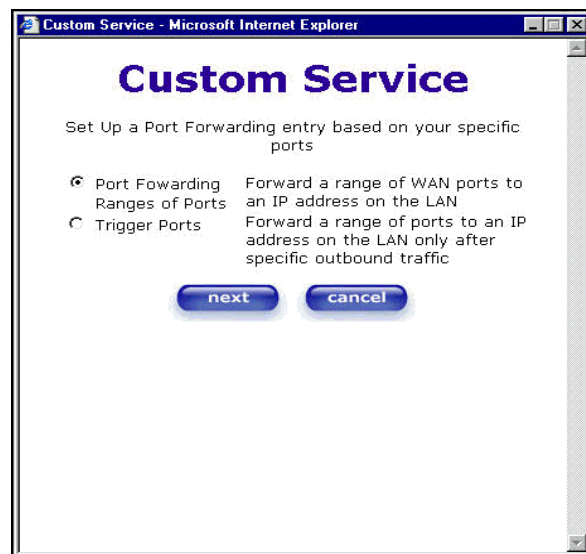 Custom Service - Microsoft Internet Explorer
Custom Service
Set Up a Port Forwarding entry based on your specific
ports
Port Fowarding
Ranges of Ports
Forward a range of WAN ports to
an IP address on the LAN
Trigger Ports
Forward a range of ports to an IP
address on the LAN only after
specific outbound traffic
next
cancel